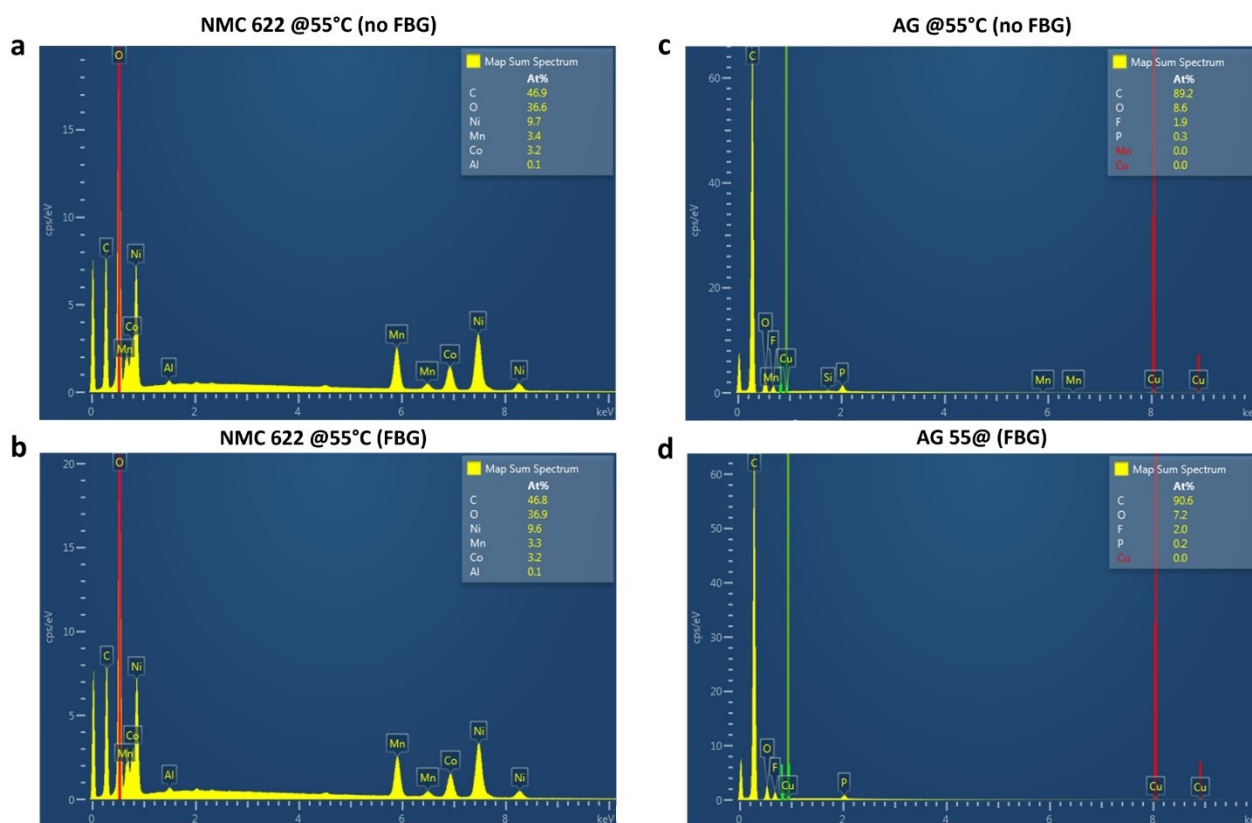 NMC 622 @55°C (no FBG)
a
O
Map Sum Spectrum
At%
C 46.9
O 36.6
Ni 9.7
Mn 3.4
Co 3.2
Al 0.1
15
10
5
0
cps/eV
C
Ni
Co
Mn
Al
Mn
Mn
Co
Ni
Ni
0 2 4 6 8 keV
AG @55°C (no FBG)
c
C
Map Sum Spectrum
At%
C 89.2
O 8.6
F 1.9
P 0.3
Mn 0.0
Cu 0.0
60
40
20
0
cps/eV
O
F
Mn
Cu
Si
P
Mn
Mn
Cu
Cu
0 2 4 6 8 ke
NMC 622 @55°C (FBG)
b
O
Map Sum Spectrum
At%
C 46.8
O 36.9
Ni 9.6
Mn 3.3
Co 3.2
Al 0.1
20
15
10
5
0
cps/eV
C
Ni
Co
Mn
Al
Mn
Mn
Co
Ni
Ni
0 2 4 6 8 keV
AG 55@ (FBG)
d
C
Map Sum Spectrum
At%
C 90.6
O 7.2
F 2.0
P 0.2
Cu 0.0
60
50
40
30
20
10
0
cps/eV
O
F
Cu
P
Cu
Cu
0 2 4 6 8 ke